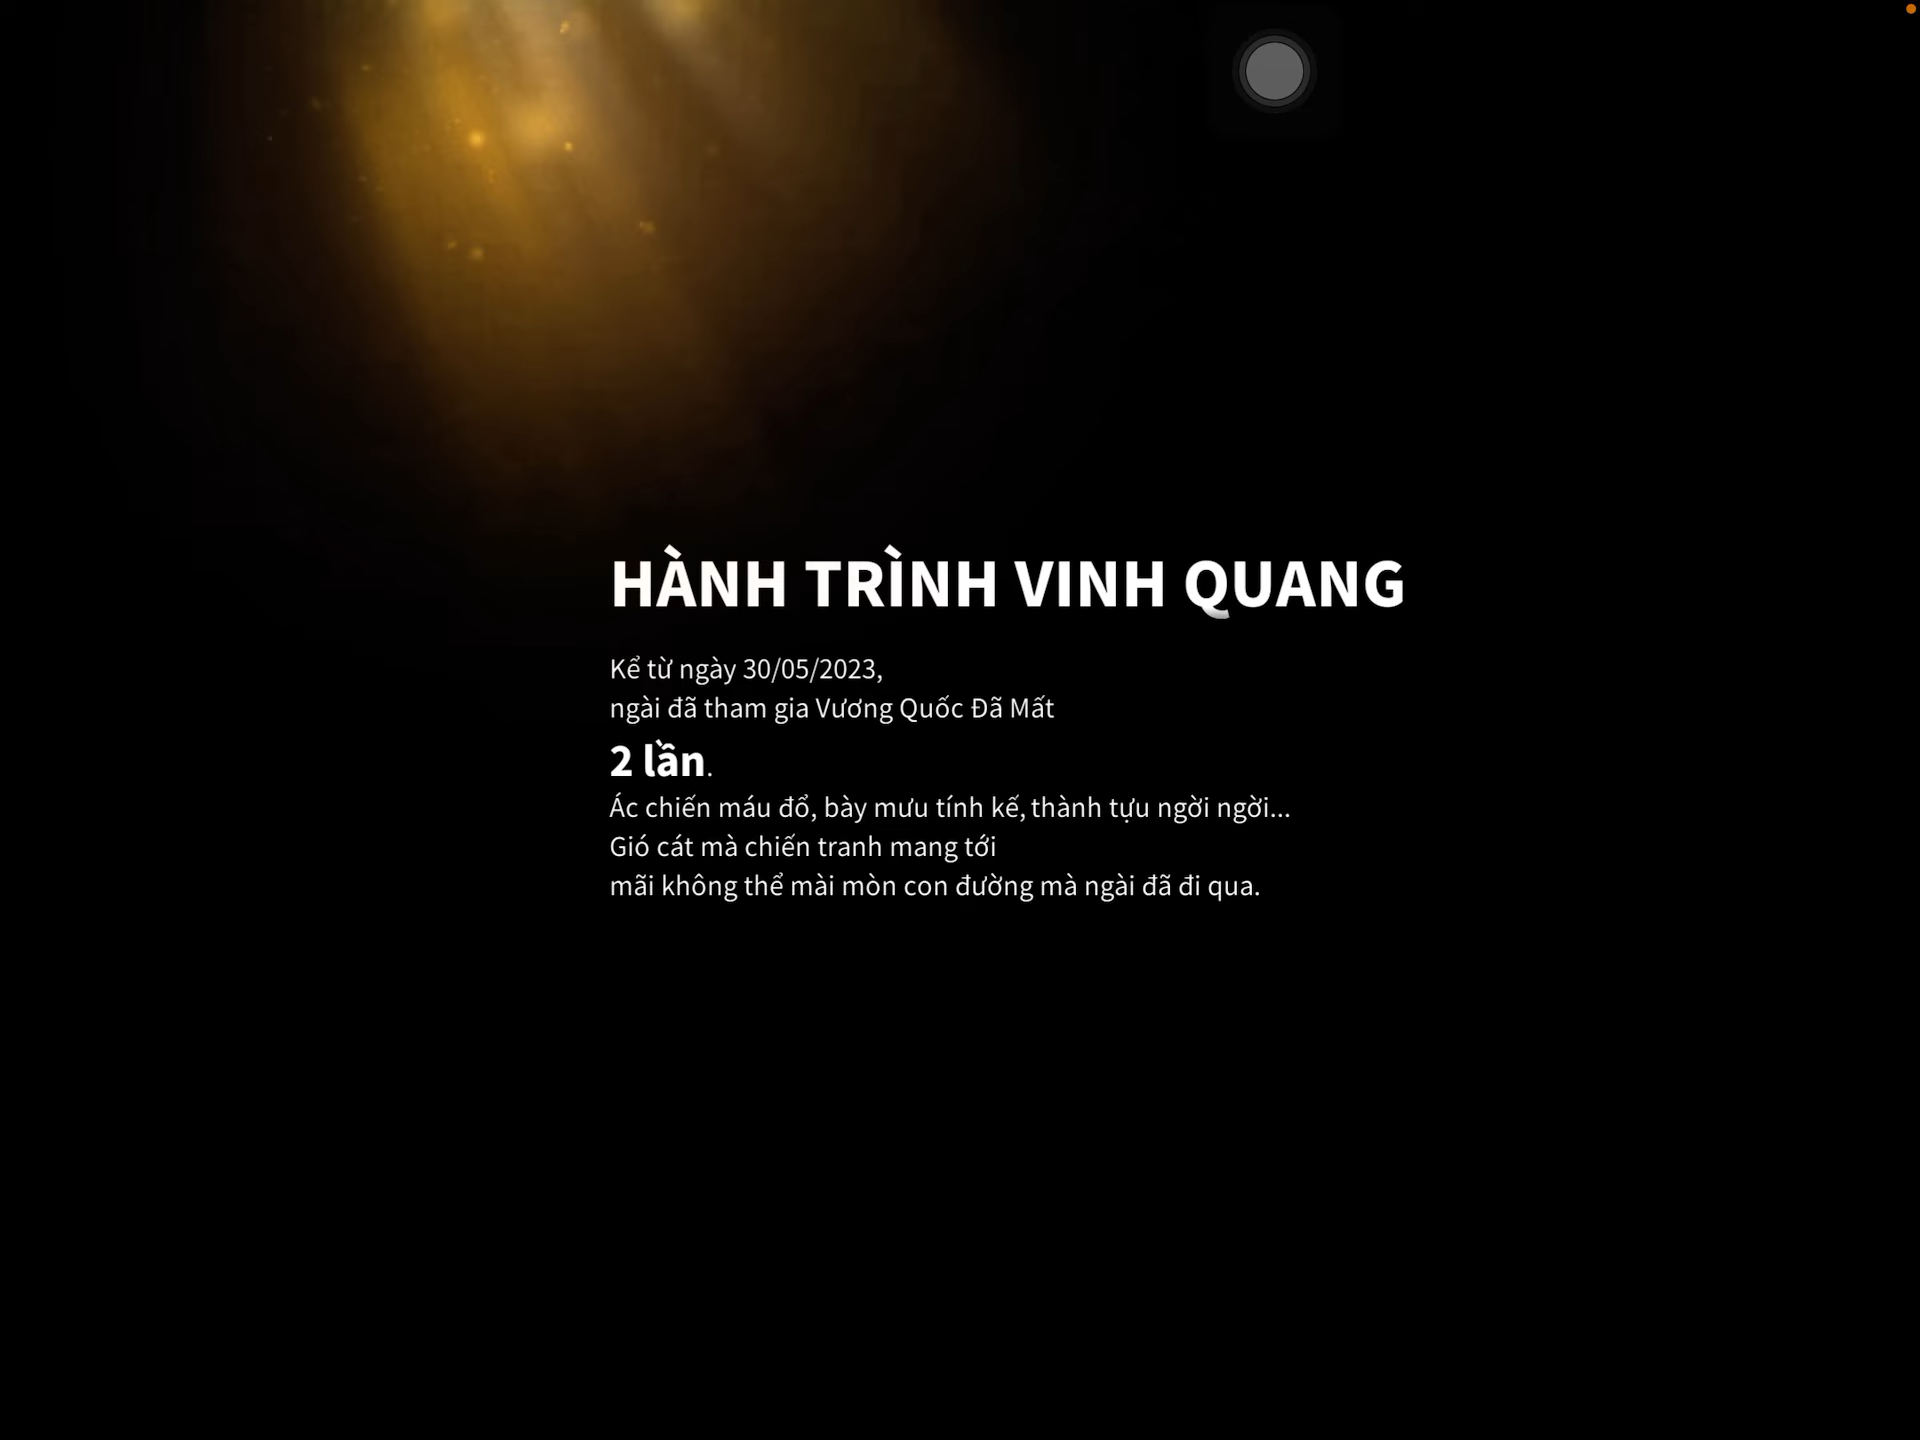 HÀNH TRÌNH VINH QUANG
Kể từ ngày 30/05/2023,
ngài đã tham gia Vương Quốc Đã Mất
2 lần.
Ác chiến máu đổ, bày mưu tính kế, thành tựu ngời ngời...
Gió cát mà chiến tranh mang tới
mãi không thể mài mòn con đường mà ngài đã đi qua.